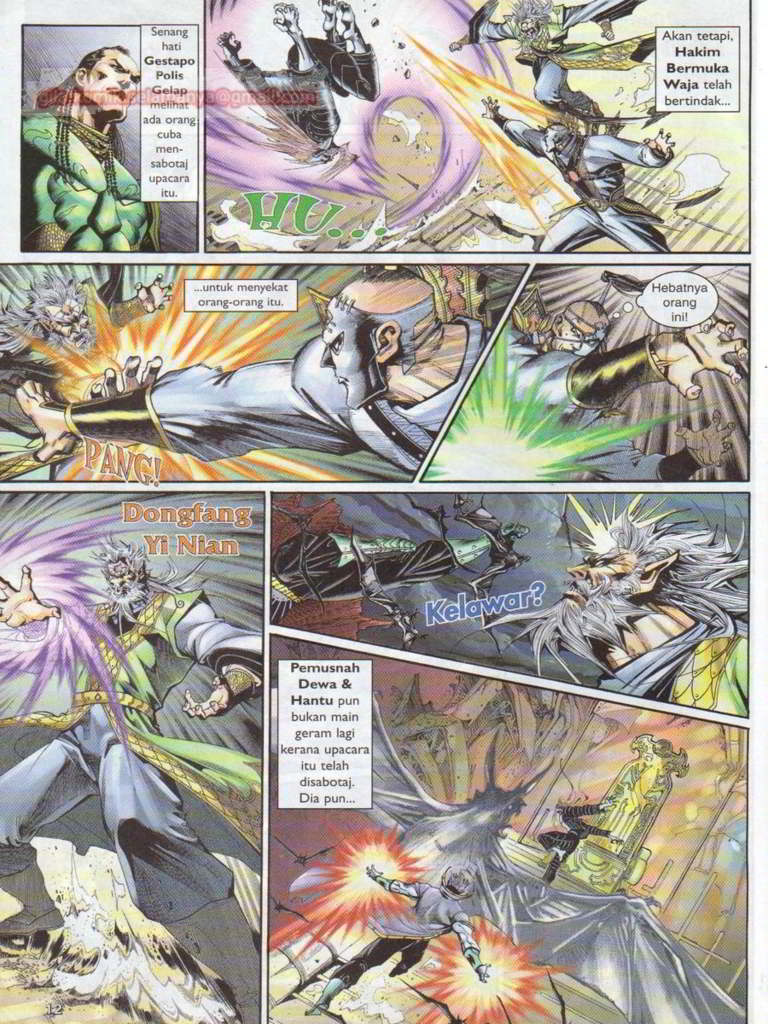 Senang
hati
Gestapo
Polis
Gelap
melihat
ada orang
cuba
men-
sabotaj
upacara
itu.
HU...
Akan tetapi,
Hakim
Bermuka
Waja telah
bertindak...
...untuk menyekat
orang-orang itu.
PANG!
Hebatnya
orang
ini!
Dongfang
Yi Nian
Kelawar?
Pemusnah
Dewa &
Hantu pun
bukan main
geram lagi
kerana upacara
itu telah
disabotaj.
Dia pun...
12